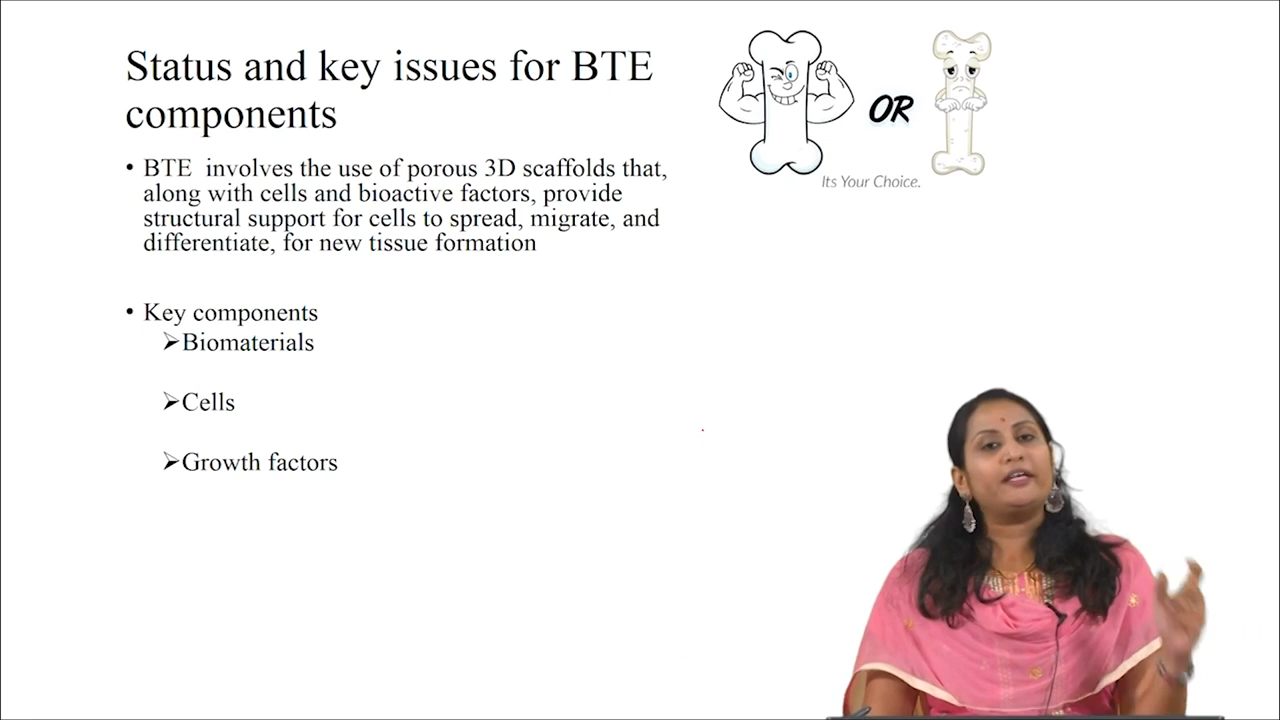 Status and key issues for BTE
components
• BTE involves the use of porous 3D scaffolds that,
along with cells and bioactive factors, provide
structural support for cells to spread, migrate, and
differentiate, for new tissue formation
• Key components
➢Biomaterials
➢Cells
➢Growth factors
OR
Its Your Choice.